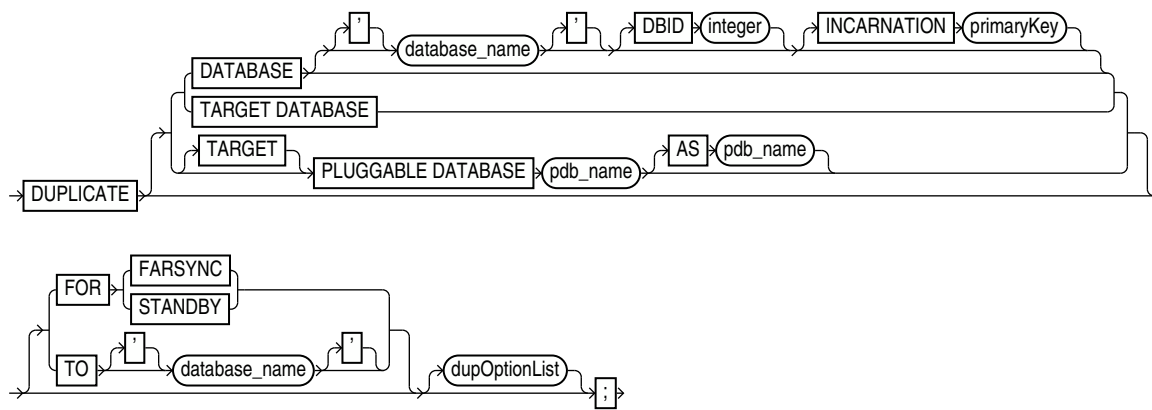 ' database_name ' DBID integer INCARNATION primaryKey
DATABASE
TARGET DATABASE
TARGET AS pdb_name
PLUGGABLE DATABASE pdb_name
DUPLICATE
FARSYNC
FOR
STANDBY
TO ' database_name ' dupOptionList
;